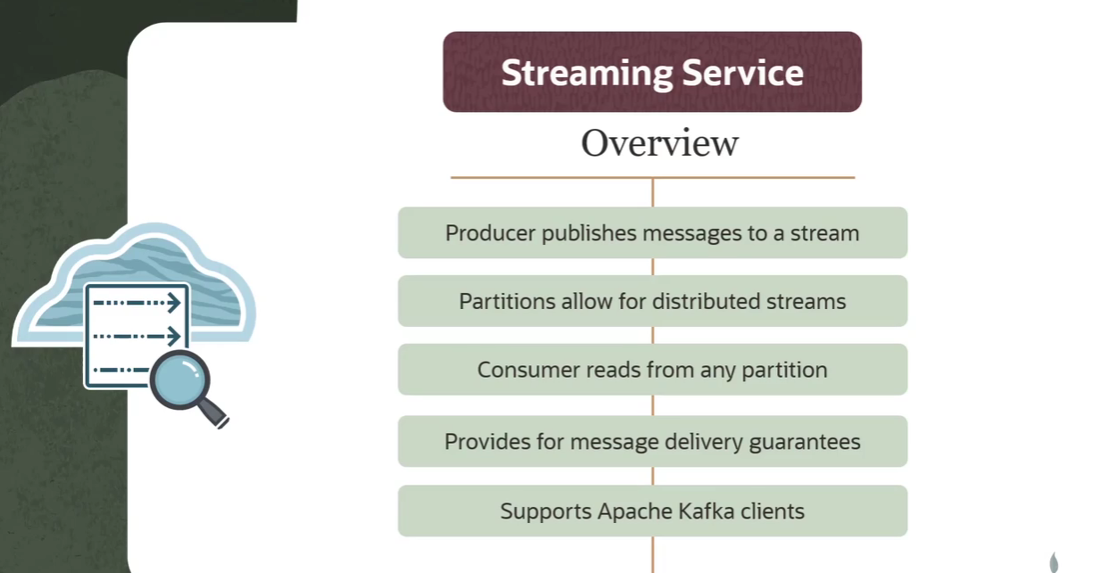 Streaming Service
Overview
Producer publishes messages to a stream
Partitions allow for distributed streams
Consumer reads from any partition
Provides for message delivery guarantees
Supports Apache Kafka clients